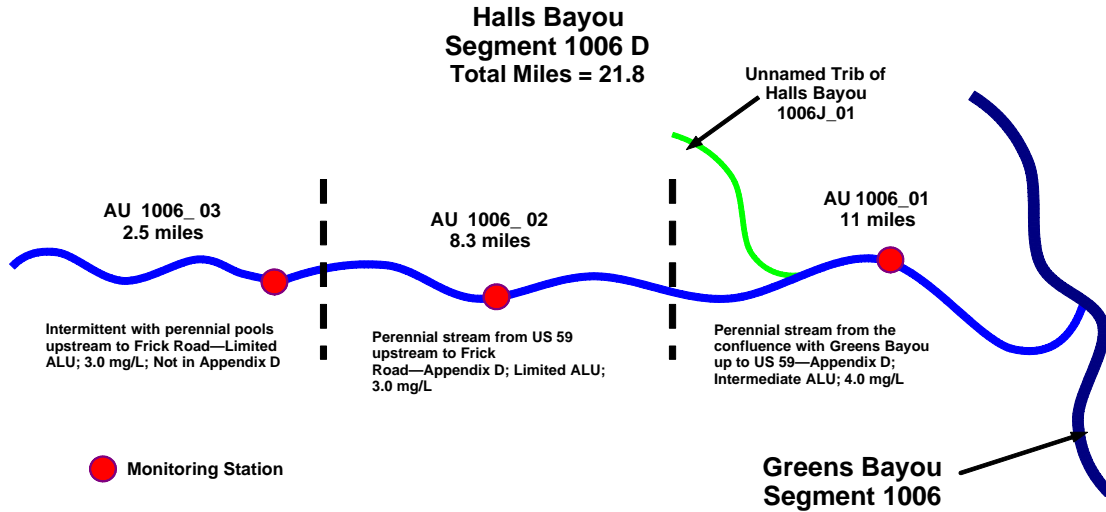 Halls Bayou
Segment 1006 D
Total Miles = 21.8
Unnamed Trib of
Halls Bayou
1006J_01
AU  1006_ 03
2.5 miles
AU  1006_ 02
8.3 miles
AU 1006_01
11 miles
Intermittent with perennial pools
upstream to Frick Road—Limited
ALU; 3.0 mg/L; Not in Appendix D
Perennial stream from US 59
upstream to Frick
Road—Appendix D; Limited ALU;
3.0 mg/L
Perennial stream from the
confluence with Greens Bayou
up to US 59—Appendix D;
Intermediate ALU; 4.0 mg/L
Monitoring Station
Greens Bayou
Segment 1006